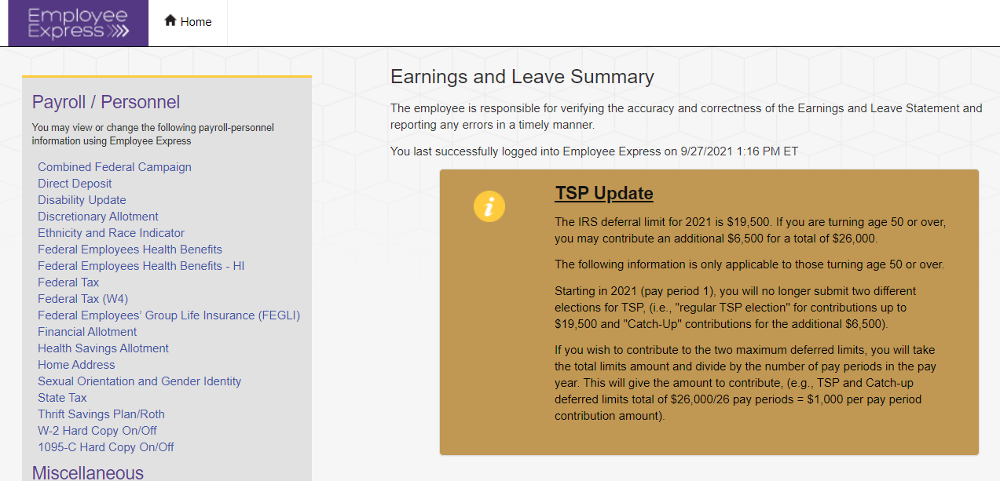 Employee
Express
Home
Payroll / Personnel
You may view or change the following payroll-personnel
information using Employee Express
Combined Federal Campaign
Direct Deposit
Disability Update
Discretionary Allotment
Ethnicity and Race Indicator
Federal Employees Health Benefits
Federal Employees Health Benefits - HI
Federal Tax
Federal Tax (W4)
Federal Employees’ Group Life Insurance (FEGLI)
Financial Allotment
Health Savings Allotment
Home Address
Sexual Orientation and Gender Identity
State Tax
Thrift Savings Plan/Roth
W-2 Hard Copy On/Off
1095-C Hard Copy On/Off
Miscellaneous
Earnings and Leave Summary
The employee is responsible for verifying the accuracy and correctness of the Earnings and Leave Statement and
reporting any errors in a timely manner.
You last successfully logged into Employee Express on 9/27/2021 1:16 PM ET
TSP Update
The IRS deferral limit for 2021 is $19,500. If you are turning age 50 or over,
you may contribute an additional $6,500 for a total of $26,000.
The following information is only applicable to those turning age 50 or over.
Starting in 2021 (pay period 1), you will no longer submit two different
elections for TSP, (i.e., "regular TSP election" for contributions up to
$19,500 and "Catch-Up" contributions for the additional $6,500).
If you wish to contribute to the two maximum deferred limits, you will take
the total limits amount and divide by the number of pay periods in the pay
year. This will give the amount to contribute, (e.g., TSP and Catch-up
deferred limits total of $26,000/26 pay periods = $1,000 per pay period
contribution amount).